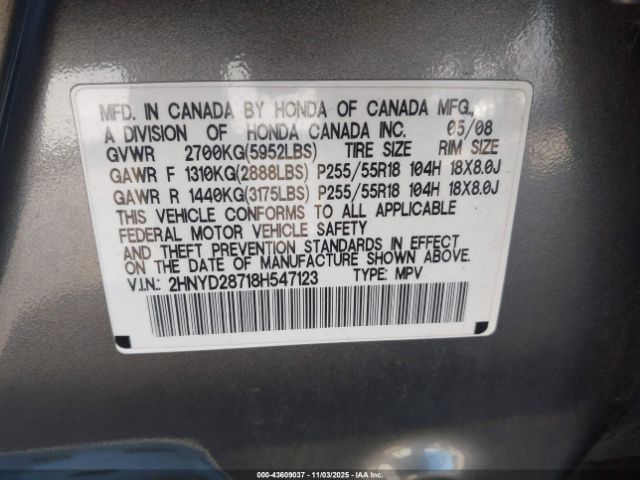 MFD. IN CANADA BY HONDA OF CANADA MFG.,
A DIVISION OF HONDA CANADA INC. 05/08
GVWR 2700KG(5952LBS) TIRE SIZE RIM SIZE
GAWR F 1310KG(2888LBS) P255/55R18 104H 18X8.0J
GAWR R 1440KG(3175LBS) P255/55R18 104H 18X8.0J
THIS VEHICLE CONFORMS TO ALL APPLICABLE
FEDERAL MOTOR VEHICLE SAFETY
AND THEFT PREVENTION STANDARDS IN EFFECT
ON THE DATE OF MANUFACTURE SHOWN ABOVE.
V.I.N.: 2HNYD28718H547123 TYPE: MPV
000-43609037 - 11/03/2025 - IAA Inc.